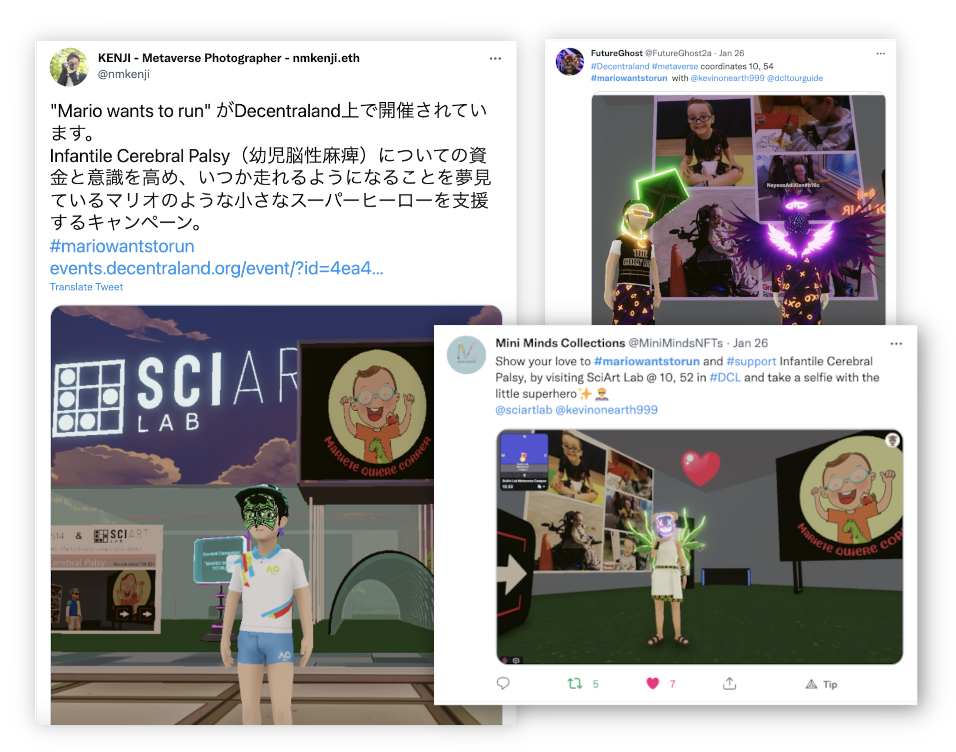 KENJI - Metaverse Photographer - nmkenji.eth
@nmkenji
"Mario wants to run" がDecentraland上で開催されてい
ます。
Infantile Cerebral Palsy（幼児脳性麻痺）についての資
金と意識を高め、いつか走れるようになることを夢見
ているマリオのような小さなスーパーヒーローを支援
するキャンペーン。
#mariowantstorun
events.decentraland.org/event/?id=4ea4...
Translate Tweet
SCIAR
LAB
MARIETE QUIERE CORRER
& SCIART
LAB
Cerebral Palsy
AO
AO
FutureGhost @FutureGhost2a · Jan 26
#Decentraland #metaverse coordinates 10, 54
#mariowantstorun with @kevinonearth999 @dcltourguide
THE
Mini Minds Collections @MiniMindsNFTs · Jan 26
Show your love to #mariowantstorun and #support Infantile Cerebral
Palsy, by visiting SciArt Lab @ 10, 52 in #DCL and take a selfie with the
little superhero✨🦸
@sciartlab @kevinonearth999
MARIETE QUIERE COR
5
7
Tip